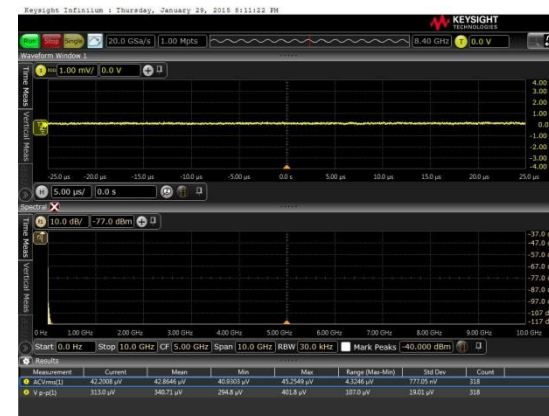 Keysight Infiniium : Thursday, January 29, 2015 8:11:22 PM
KEYSIGHT
TECHNOLOGIES
Run Stop Single 20.0 GSa/s 1.00 Mpts 8.40 GHz T 0.0 V
Waveform Window 1
1.00 mV/ 0.0 V
Time Meas
Vertical Meas
4.00
3.00
2.00
1.00
0.0
-1.00
-2.00
-3.00
-4.00
-25.0 µs -20.0 µs -15.0 µs -10.0 µs -5.00 µs 0.0 s 5.00 µs 10.0 µs 15.0 µs 20.0 µs 25.0 µs
H 5.00 µs/ 0.0 s
Spectral
10.0 dB/ -77.0 dBm
Time Meas
Vertical Meas
-37.0
-47.0
-57.0
-67.0
-77.0
-87.0
-97.0
-107
-117
0 Hz 1.00 GHz 2.00 GHz 3.00 GHz 4.00 GHz 5.00 GHz 6.00 GHz 7.00 GHz 8.00 GHz 9.00 GHz 10.0 GHz
Start 0.0 Hz Stop 10.0 GHz CF 5.00 GHz Span 10.0 GHz RBW 30.0 kHz Mark Peaks -40.000 dBm
Results
Measurement Current Mean Min Max Range (Max-Min) Std Dev Count
ACVrms(1) 42.2008 µV 42.8646 µV 40.9303 µV 45.2549 µV 4.3246 µV 777.05 nV 318
V p-p(1) 313.0 µV 340.71 µV 294.8 µV 401.8 µV 107.0 µV 19.01 µV 318